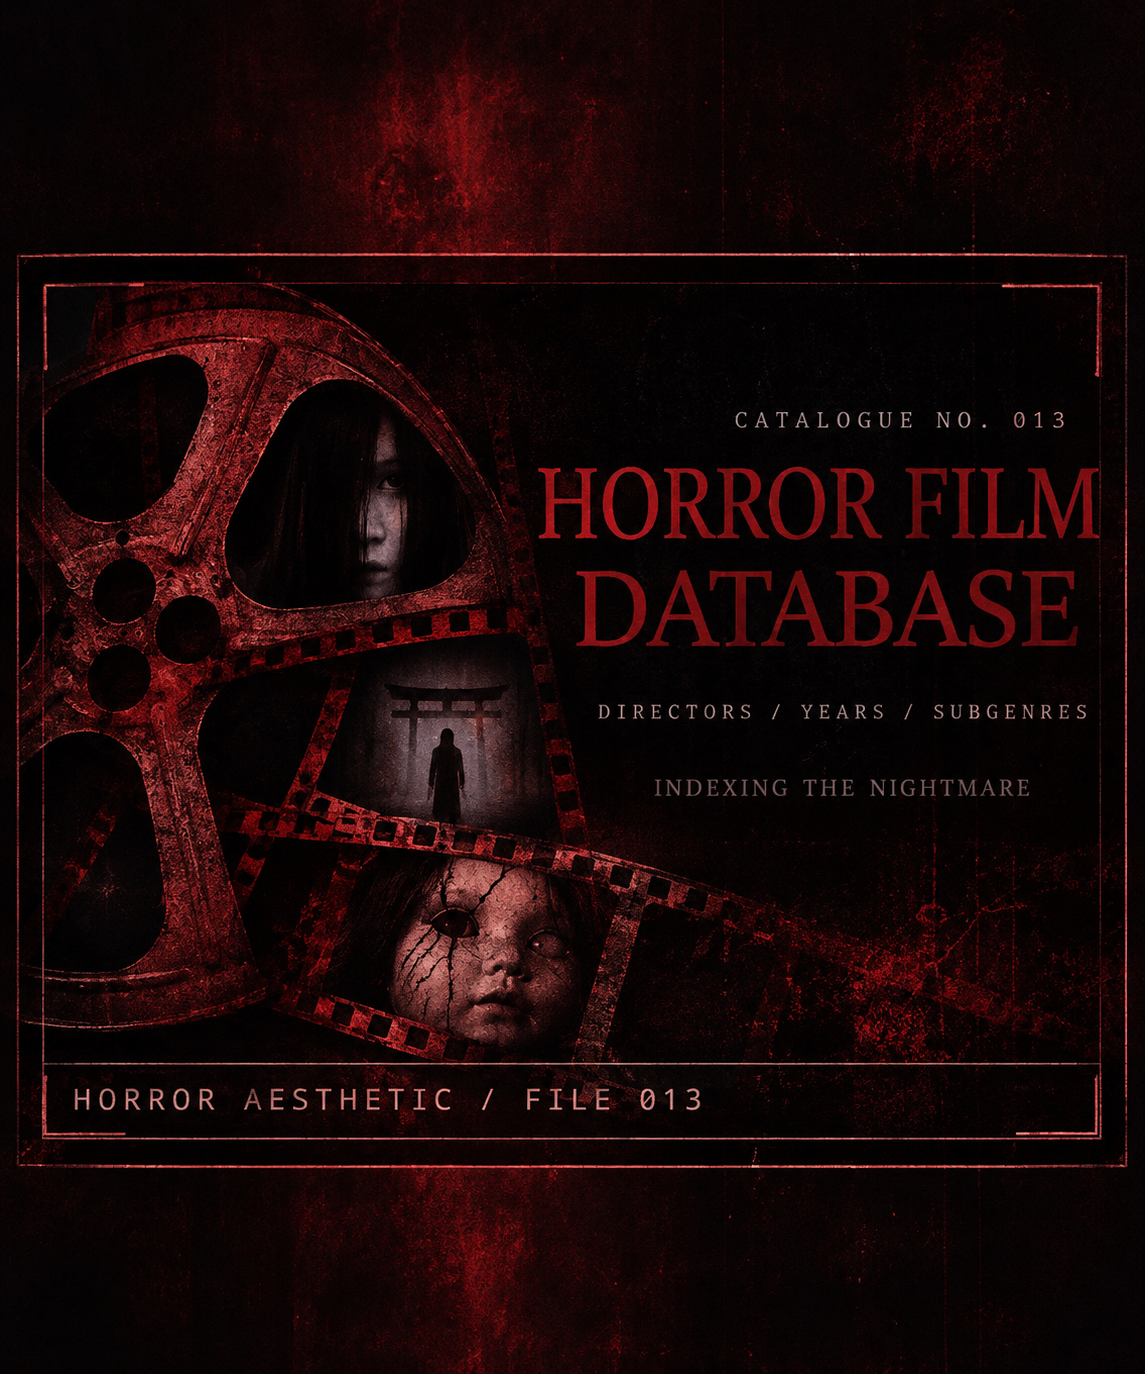 CATALOGUE NO. 013
HORROR FILM
DATABASE
DIRECTORS / YEARS / SUBGENRES
INDEXING THE NIGHTMARE
HORROR AESTHETIC / FILE 013